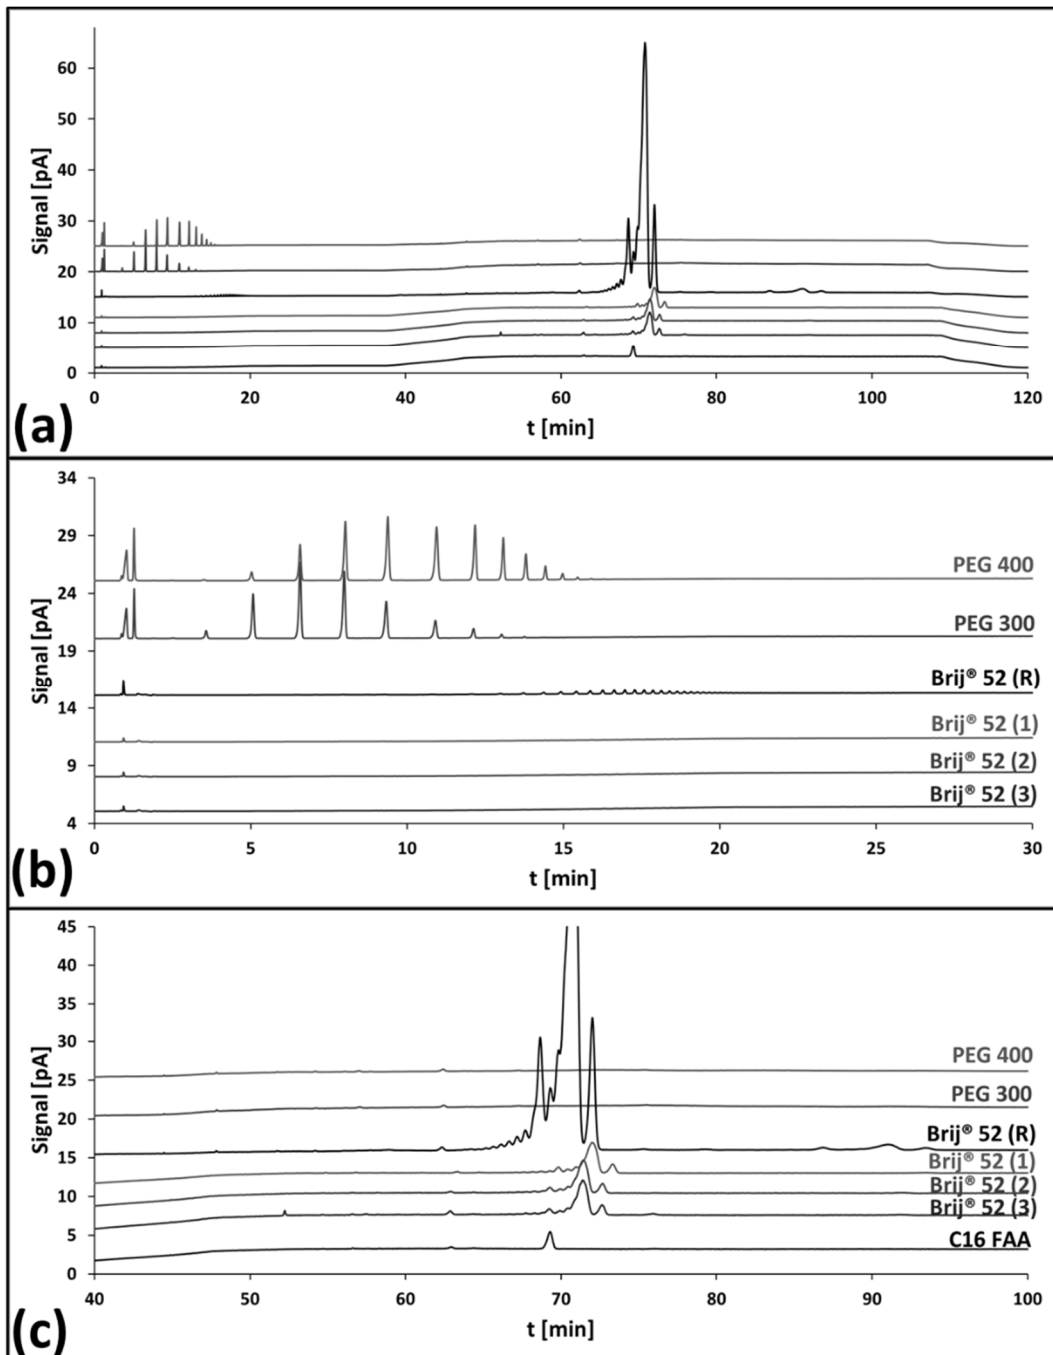 Signal [pA]
60
50
40
30
20
10
0
0 20 40 60 80 100 120
t [min]
(a)
Signal [pA]
34
29
24
19
14
9
4
PEG 400
PEG 300
Brij® 52 (R)
Brij® 52 (1)
Brij® 52 (2)
Brij® 52 (3)
0 5 10 15 20 25 30
t [min]
(b)
Signal [pA]
45
40
35
30
25
20
15
10
5
0
PEG 400
PEG 300
Brij® 52 (R)
Brij® 52 (1)
Brij® 52 (2)
Brij® 52 (3)
C16 FAA
40 50 60 70 80 90 100
t [min]
(c)